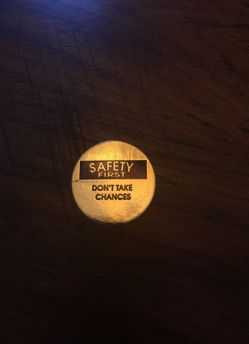 SAFETY
FIRST
DON'T TAKE
CHANCES